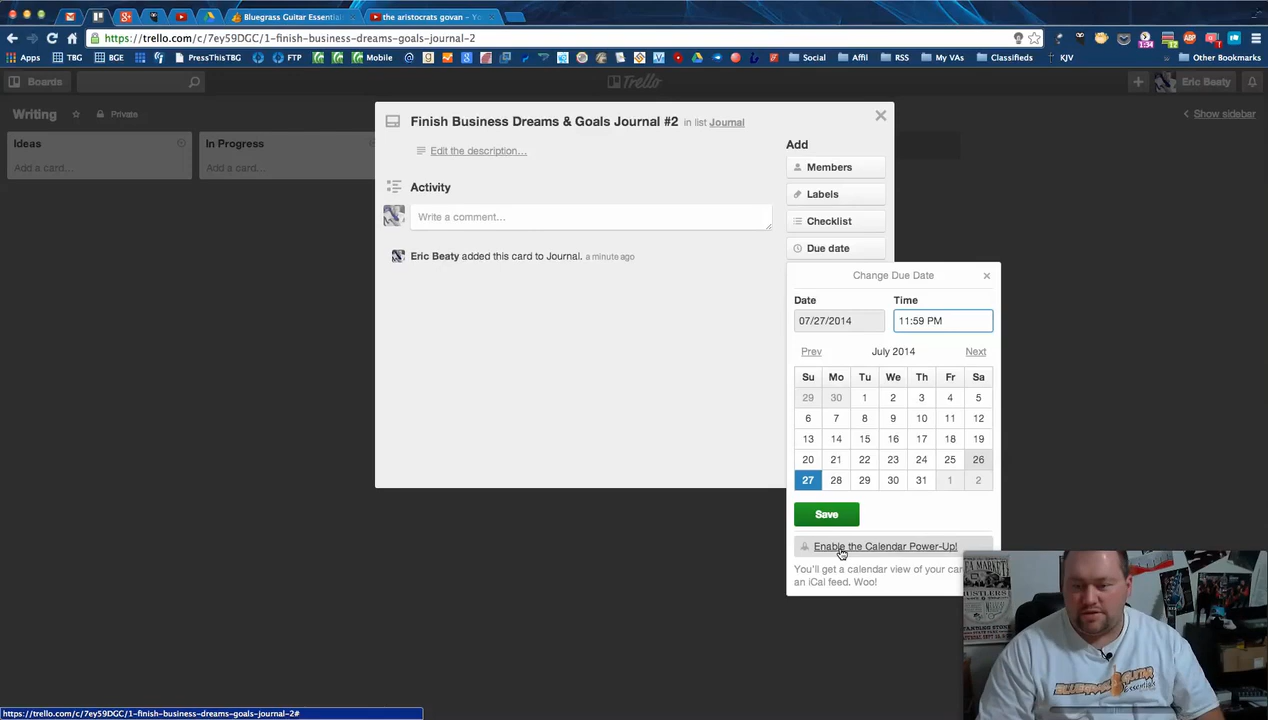 Bluegrass Guitar Essential
the aristocrats govan - Yo
https://trello.com/c/7ey59DGC/1-finish-business-dreams-goals-journal-2
Apps
TBG
BGE
PressThisTBG
FTP
Mobile
Social
Affil
RSS
My VAs
Classifieds
KJV
Other Bookmarks
1:34
Boards
Trello
Eric Beaty
Writing
Private
Show sidebar
Ideas
Add a card…
In Progress
Add a card…
Finish Business Dreams & Goals Journal #2 in list Journal
Edit the description…
Activity
Write a comment…
Eric Beaty added this card to Journal. a minute ago
Add
Members
Labels
Checklist
Due date
Change Due Date
Date Time
07/27/2014 11:59 PM
Prev July 2014 Next
Su Mo Tu We Th Fr Sa
29 30 1 2 3 4 5
6 7 8 9 10 11 12
13 14 15 16 17 18 19
20 21 22 23 24 25 26
27 28 29 30 31 1 2
Save
Enable the Calendar Power-Up!
You'll get a calendar view of your car
an iCal feed. Woo!
BLUEGRASS GUITAR
Essentials
https://trello.com/c/7ey59DGC/1-finish-business-dreams-goals-journal-2#